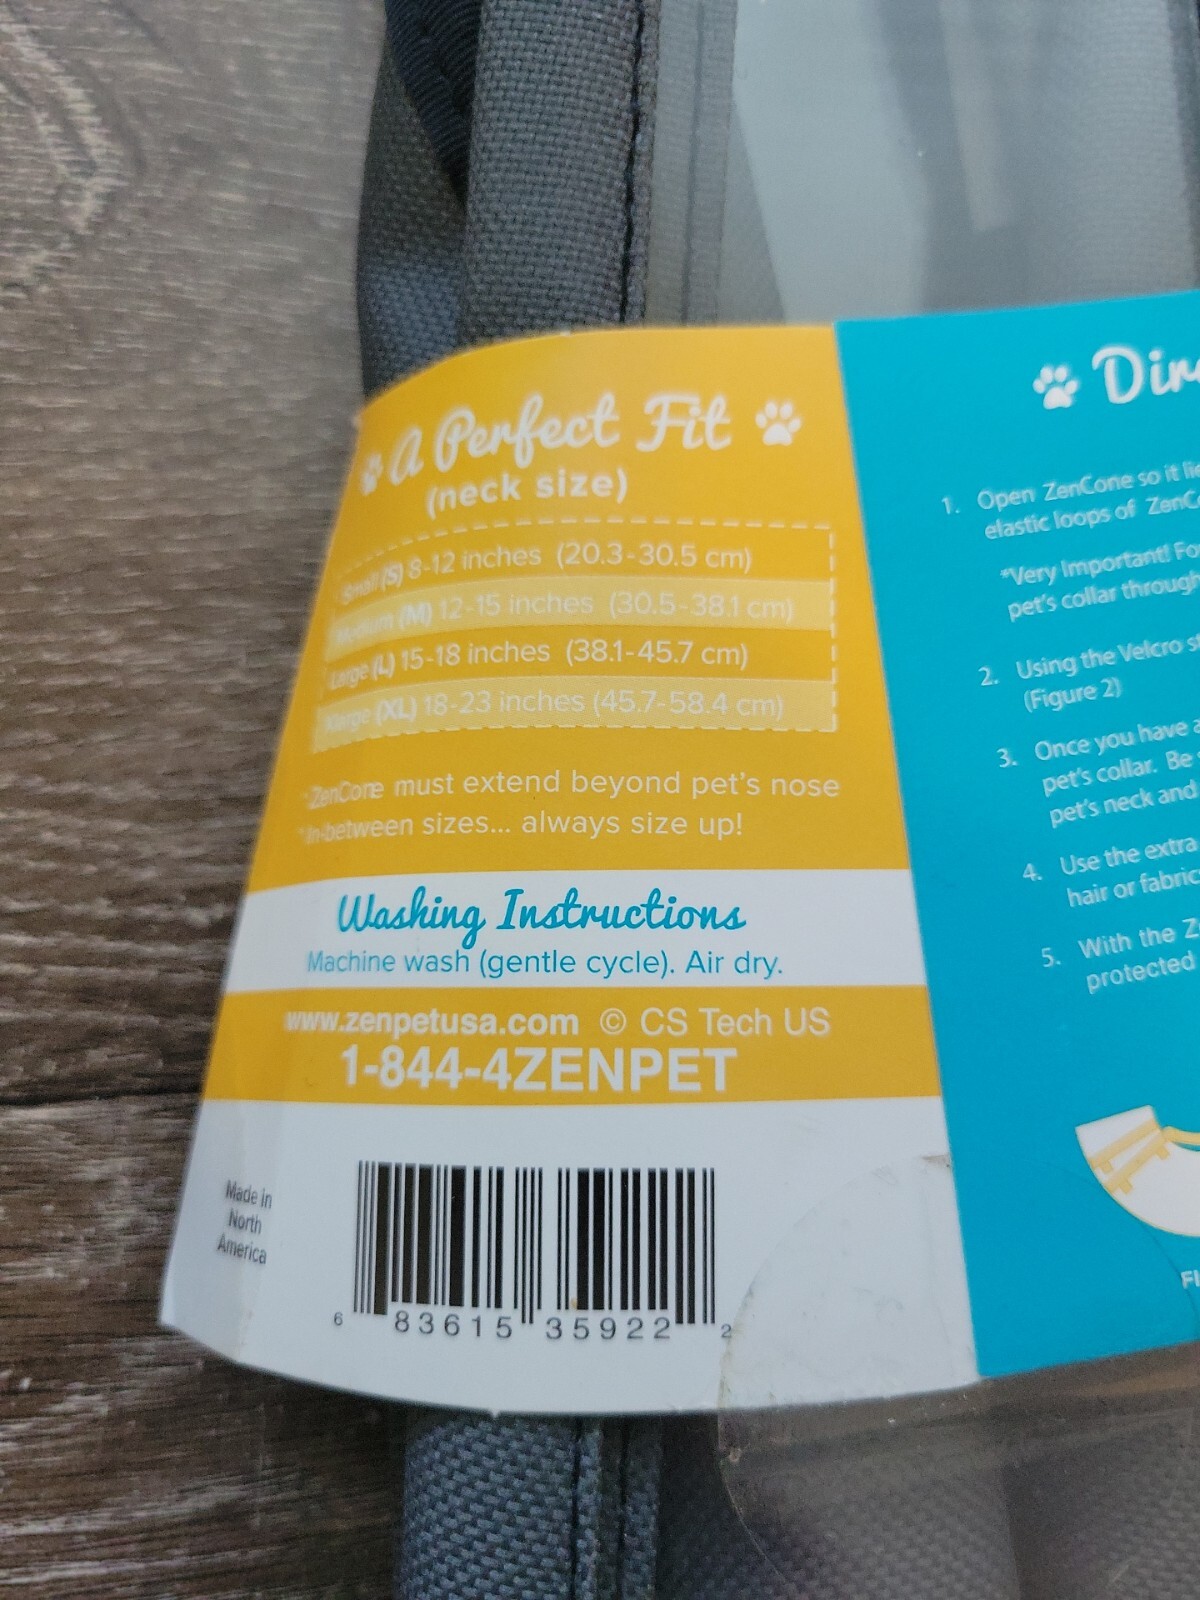 A Perfect Fit
(neck size)
Small (S) 8-12 inches (20.3-30.5 cm)
Medium (M) 12-15 inches (30.5-38.1 cm)
Large (L) 15-18 inches (38.1-45.7 cm)
Xlarge (XL) 18-23 inches (45.7-58.4 cm)
*ZenCone must extend beyond pet's nose
*In-between sizes... always size up!
Washing Instructions
Machine wash (gentle cycle). Air dry.
www.zenpetusa.com © CS Tech US
1-844-4ZENPET
Made in
North
America
6 83615 35922 2
1. Open ZenCone so it
elastic loops of
*Very Important!
pet's collar through
2. Using the Velcro
(Figure 2)
3. Once you have
pet's collar. Be
pet's neck and
4. Use the extra
hair or
5. With the
protected